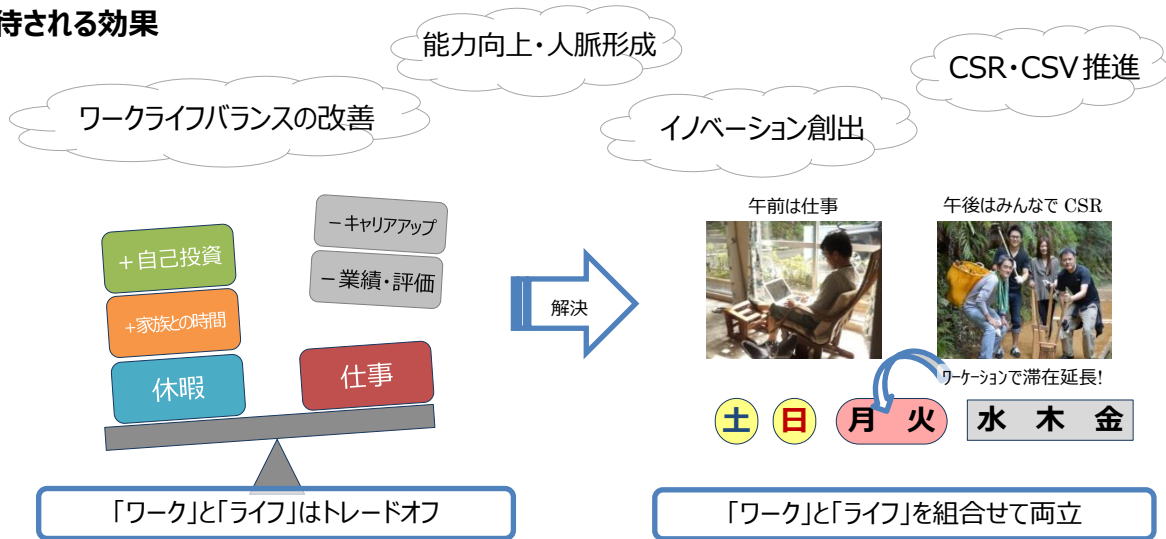 待される効果
能力向上・人脈形成
CSR・CSV推進
ワークライフバランスの改善
イノベーション創出
－キャリアアップ
－業績・評価
＋自己投資
＋家族との時間
休暇
仕事
解決
午前は仕事
午後はみんなで CSR
ワーケーションで滞在延長!
土 日 月 火 水 木 金
「ワーク」と「ライフ」はトレードオフ
「ワーク」と「ライフ」を組合せて両立